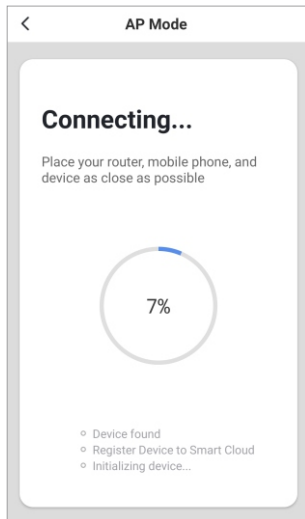 AP Mode
Connecting...
Place your router, mobile phone, and
device as close as possible
7%
Device found
Register Device to Smart Cloud
Initializing device...